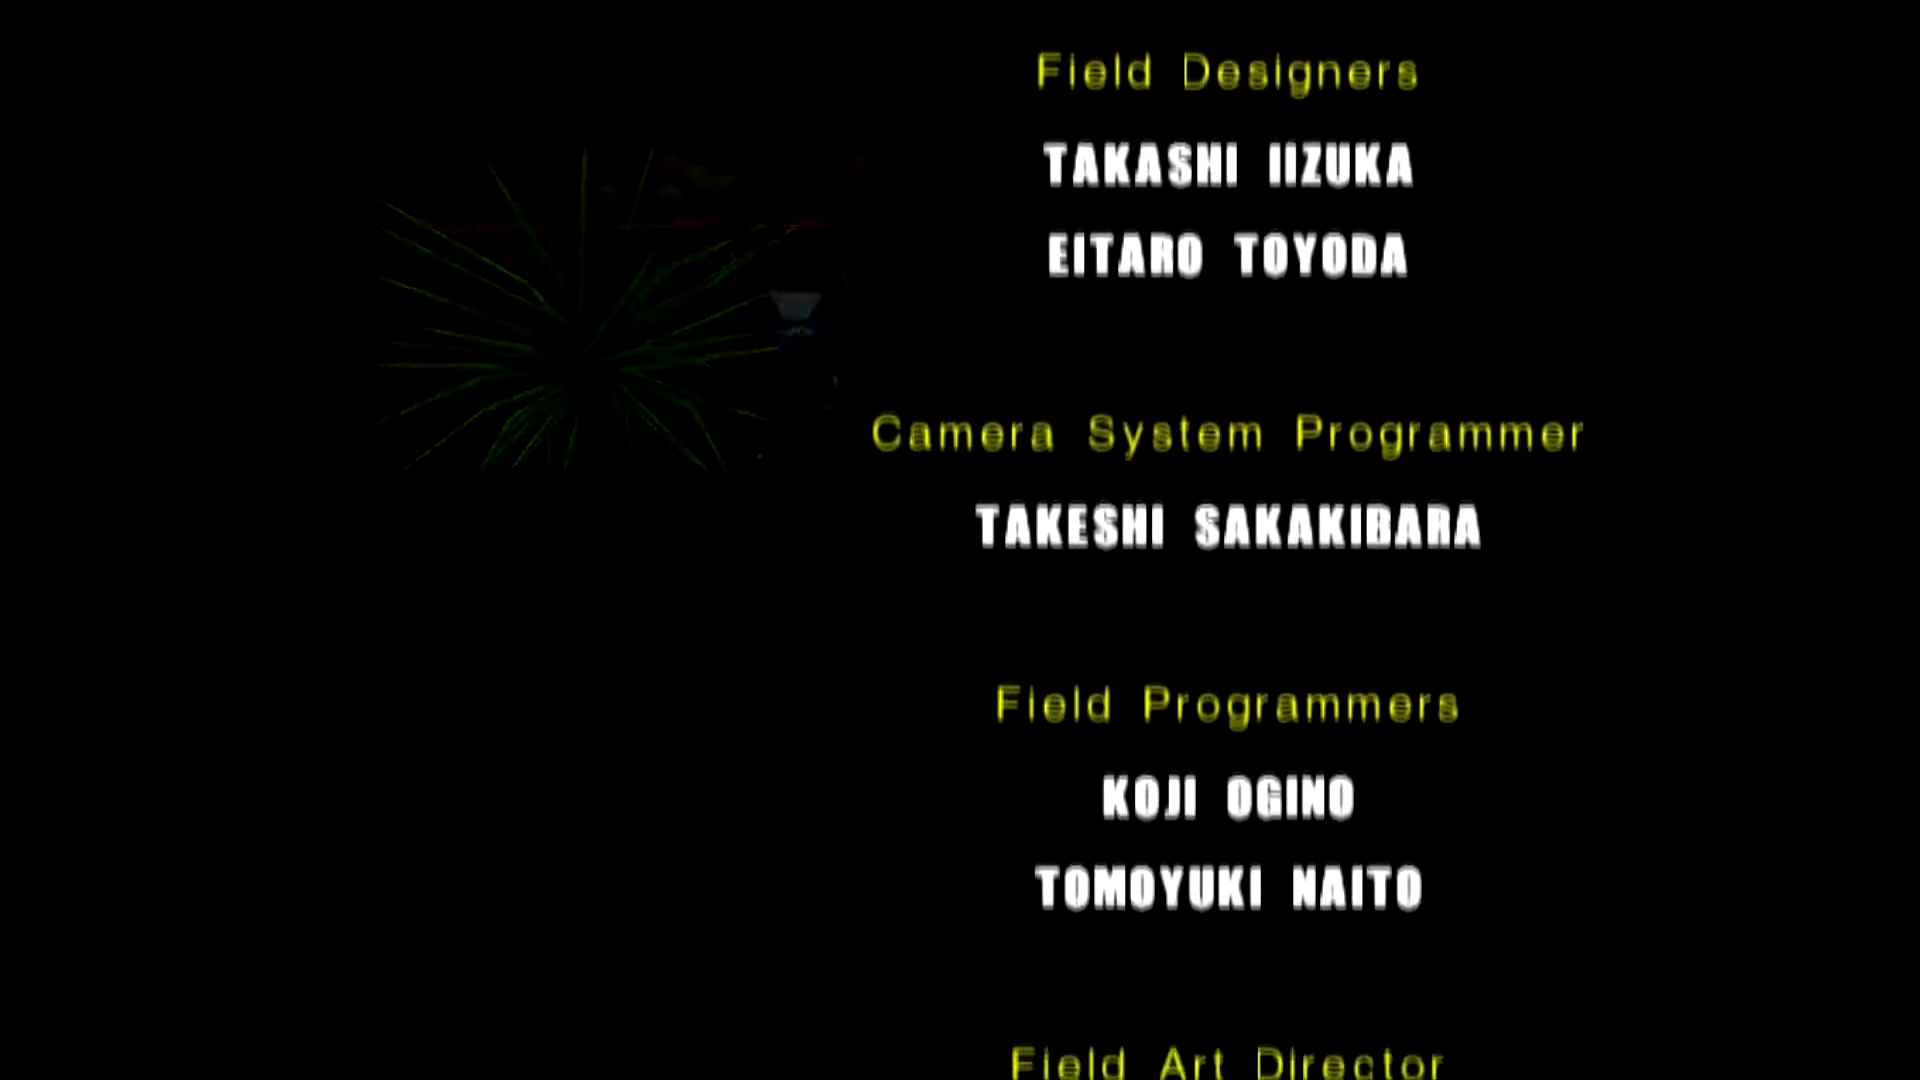 Field Designers
TAKASHI IIZUKA
EITARO TOYODA
Camera System Programmer
TAKESHI SAKAKIBARA
Field Programmers
KOJI OGINO
TOMOYUKI NAITO
Field Art Director